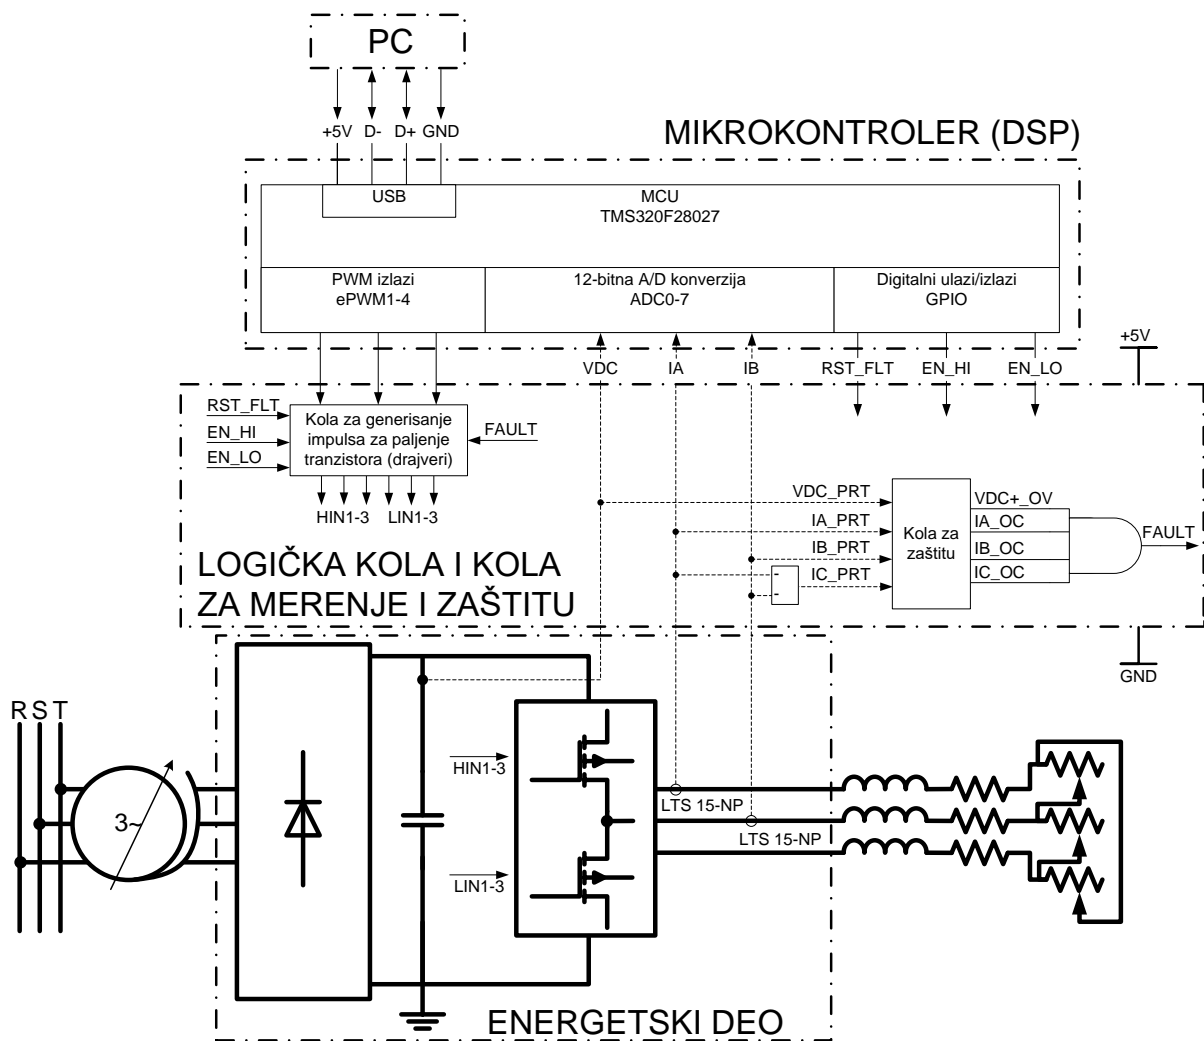 PC
+5V D- D+ GND
MIKROKONTROLER (DSP)
USB
MCU
TMS320F28027
PWM izlazi
ePWM1-4
12-bitna A/D konverzija
ADC0-7
Digitalni ulazi/izlazi
GPIO
VDC IA IB RST_FLT EN_HI EN_LO
+5V
RST_FLT
EN_HI
EN_LO
Kola za generisanje
impulsa za paljenje
tranzistora (drajveri)
FAULT
HIN1-3 LIN1-3
VDC_PRT
IA_PRT
IB_PRT
IC_PRT
-
-
Kola za
zaštitu
VDC+_OV
IA_OC
IB_OC
IC_OC
FAULT
LOGIČKA KOLA I KOLA
ZA MERENJE I ZAŠTITU
GND
R S T
3~
HIN1-3
LIN1-3
LTS 15-NP
LTS 15-NP
ENERGETSKI DEO